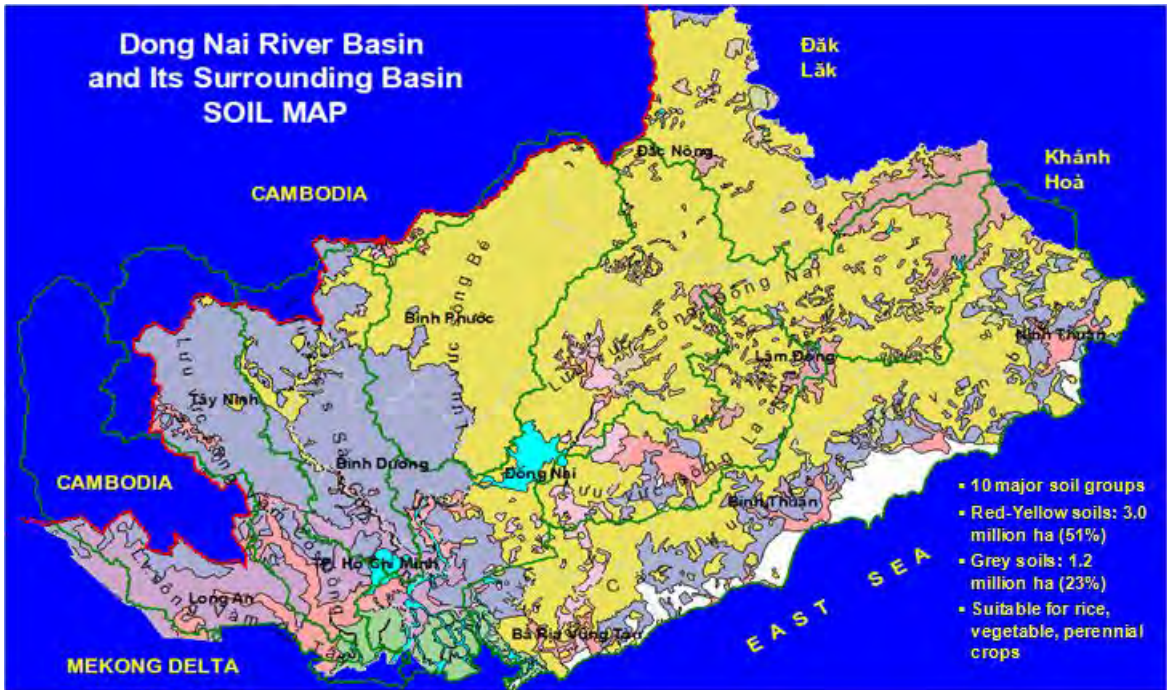 Dong Nai River Basin
and Its Surrounding Basin
SOIL MAP
Đăk
Lăk
Khánh
Hoà
CAMBODIA
Đắc Nông
Bình Phước
Lâm Đồng
Ninh Thuận
Tây Ninh
Bình Dương
Đồng Nai
Bình Thuận
CAMBODIA
TP. Hồ Chí Minh
Long An
Bà Rịa Vũng Tàu
MEKONG DELTA
EAST SEA
▪ 10 major soil groups
▪ Red-Yellow soils: 3.0
million ha (51%)
▪ Grey soils: 1.2
million ha (23%)
▪ Suitable for rice,
vegetable, perennial
crops